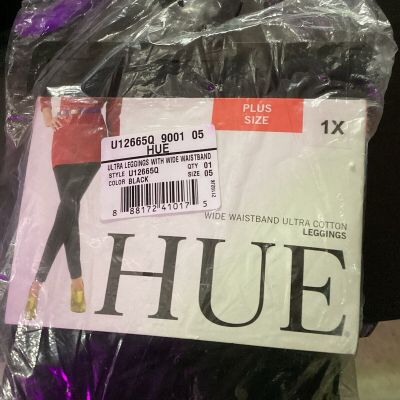 PLUS
SIZE
1X
U12665Q 9001 05
HUE
ULTRA LEGGINGS WITH WIDE WAISTBAND
STYLE U12665Q QTY 01
COLOR BLACK SIZE 05
8 88172 41017 5
WIDE WAISTBAND ULTRA COTTON
LEGGINGS
HUE